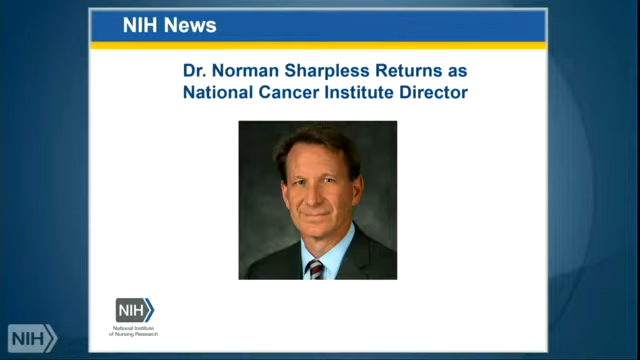 NIH News
Dr. Norman Sharpless Returns as
National Cancer Institute Director
NIH
National Institute
of Nursing Research
NIH